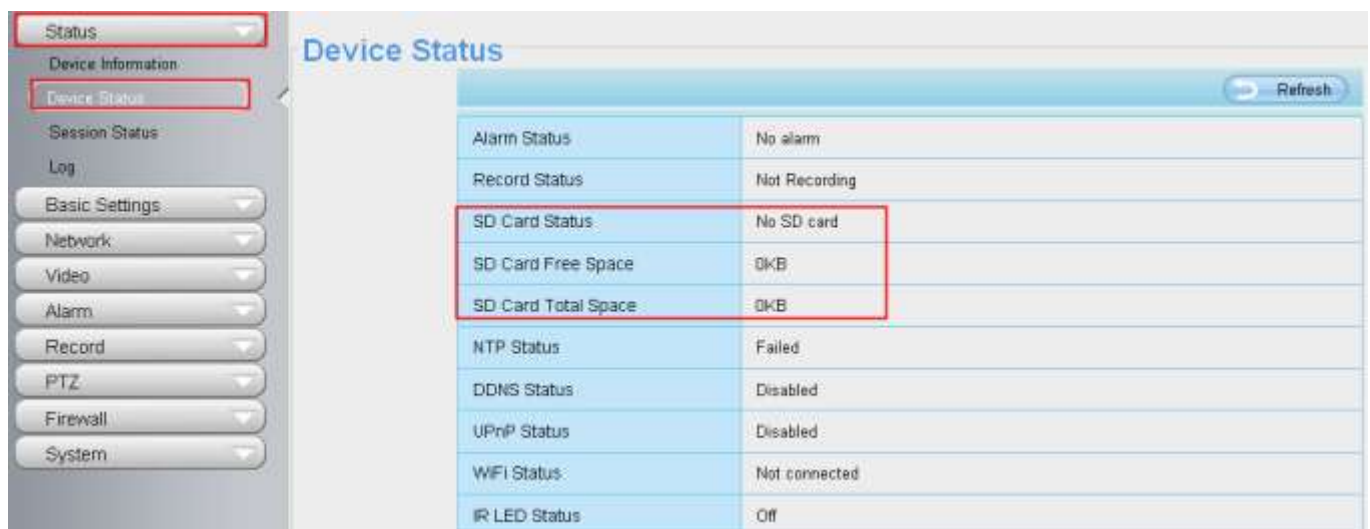 Status
Device Information
Device Status
Session Status
Log
Basic Settings
Network
Video
Alarm
Record
PTZ
Firewall
System
Device Status
Refresh
Alarm Status No alarm
Record Status Not Recording
SD Card Status No SD card
SD Card Free Space 0KB
SD Card Total Space 0KB
NTP Status Failed
DDNS Status Disabled
UPnP Status Disabled
WiFi Status Not connected
IR LED Status Off